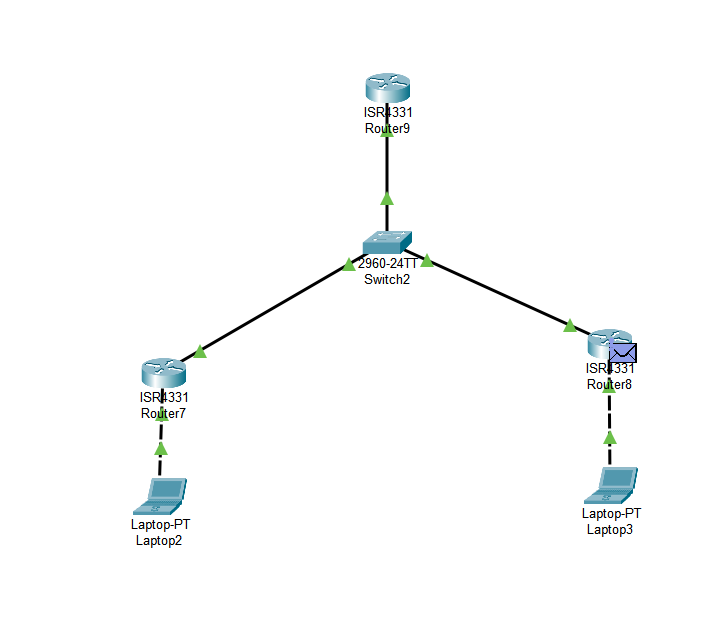 ISR4331
Router9
2960-24TT
Switch2
ISR4331
Router8
ISR4331
Router7
Laptop-PT
Laptop3
Laptop-PT
Laptop2